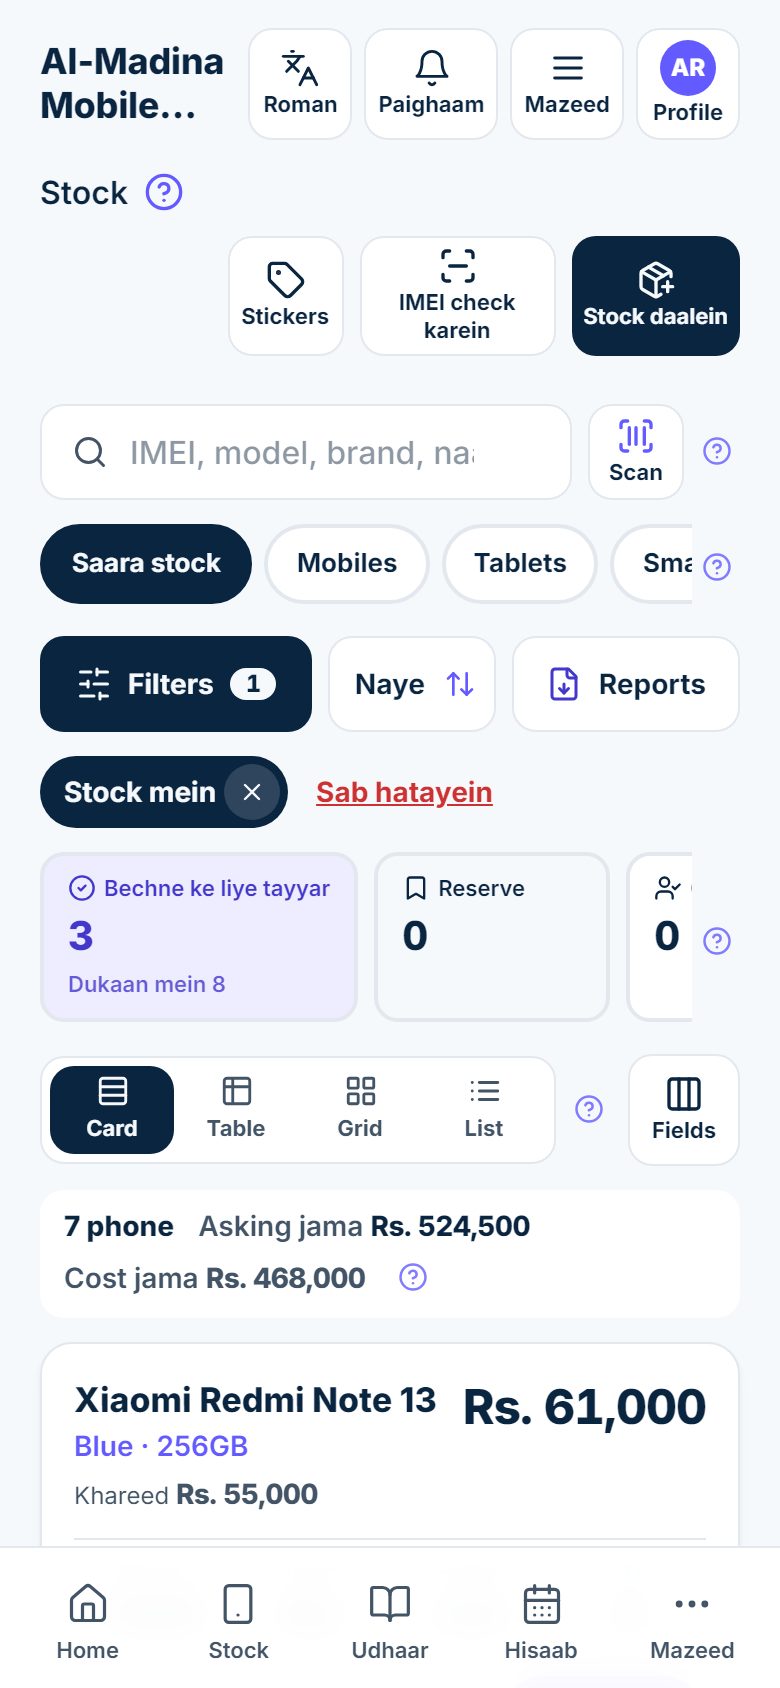 Al-Madina Mobile...
Roman
Paighaam
Mazeed
AR
Profile
Stock
Stickers
IMEI check karein
Stock daalein
IMEI, model, brand, naa
Scan
Saara stock
Mobiles
Tablets
Sma
Filters 1
Naye
Reports
Stock mein
Sab hatayein
Bechne ke liye tayyar
3
Dukaan mein 8
Reserve
0
0
Card
Table
Grid
List
Fields
7 phone Asking jama Rs. 524,500
Cost jama Rs. 468,000
Xiaomi Redmi Note 13 Rs. 61,000
Blue · 256GB
Khareed Rs. 55,000
Home
Stock
Udhaar
Hisaab
Mazeed